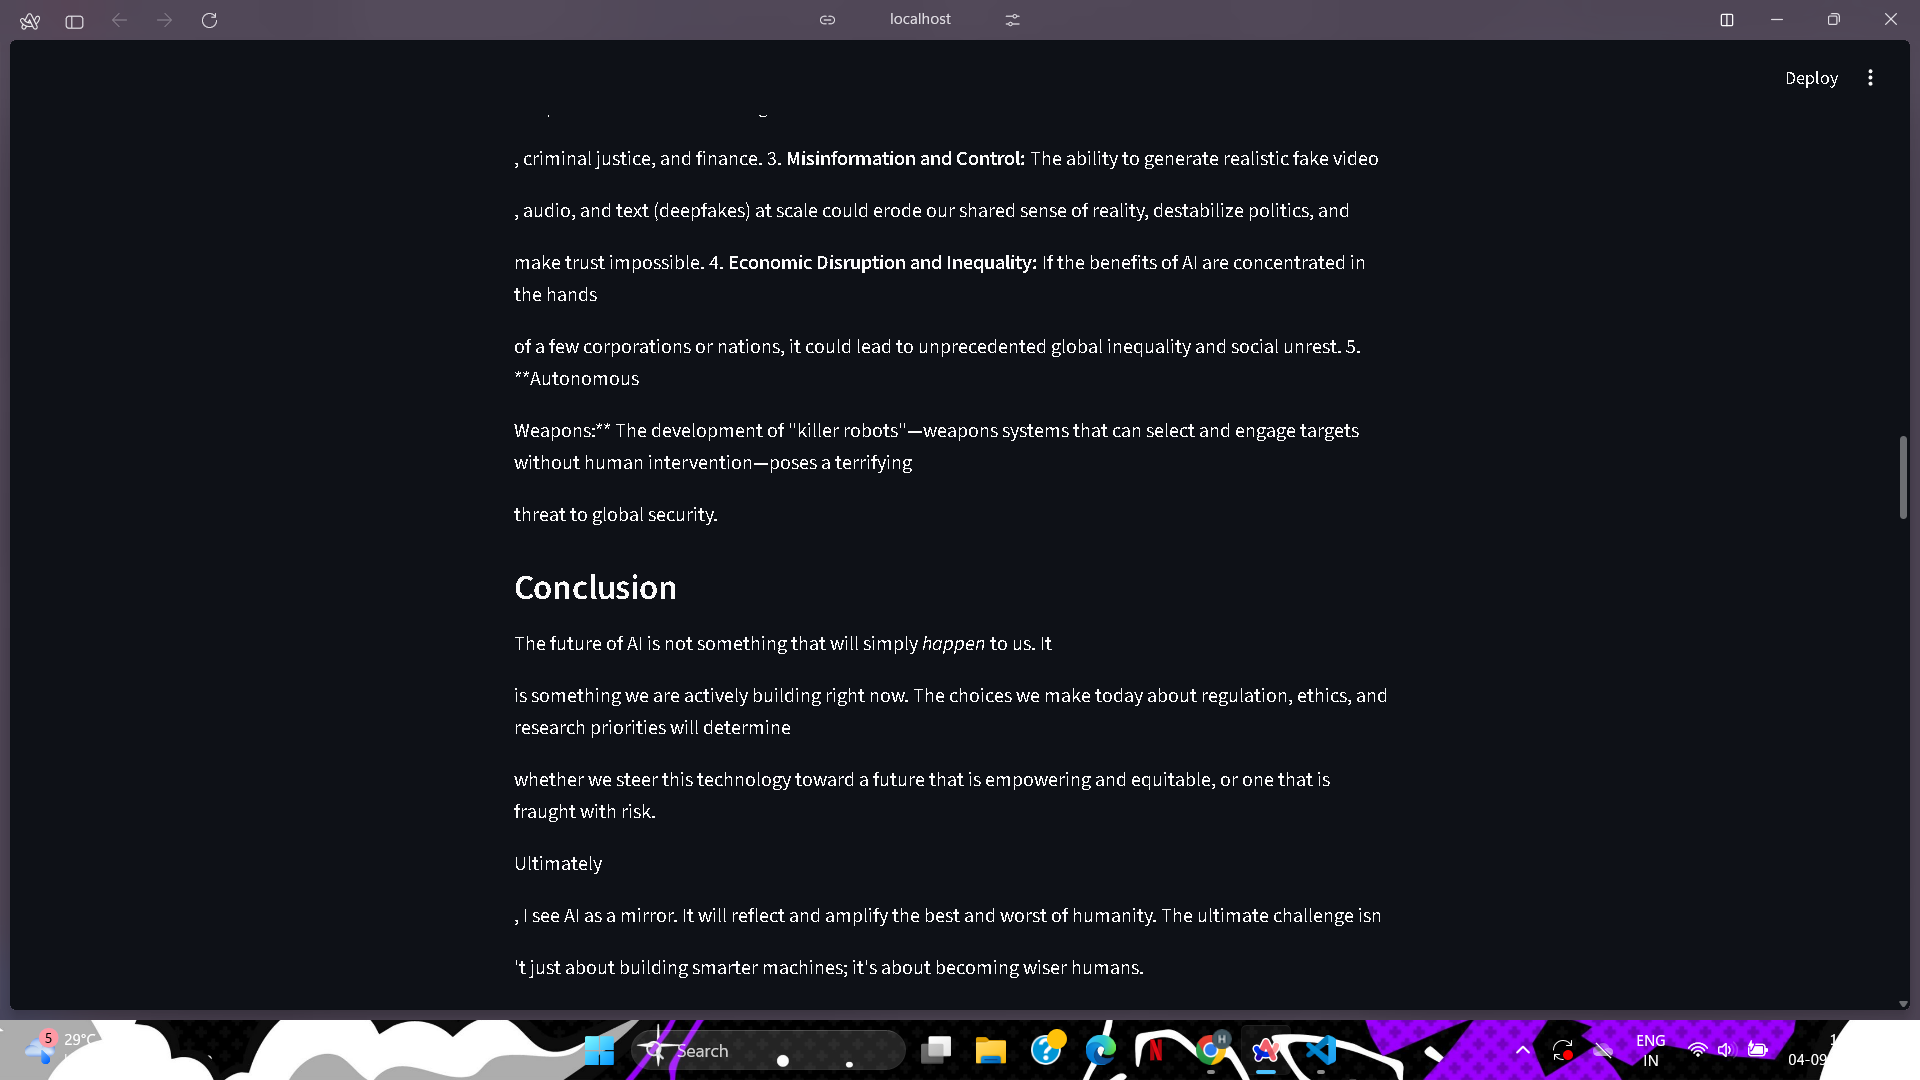 localhost
Deploy
, criminal justice, and finance. 3. Misinformation and Control: The ability to generate realistic fake video
, audio, and text (deepfakes) at scale could erode our shared sense of reality, destabilize politics, and
make trust impossible. 4. Economic Disruption and Inequality: If the benefits of AI are concentrated in
the hands
of a few corporations or nations, it could lead to unprecedented global inequality and social unrest. 5.
**Autonomous
Weapons:** The development of "killer robots"—weapons systems that can select and engage targets
without human intervention—poses a terrifying
threat to global security.
Conclusion
The future of AI is not something that will simply happen to us. It
is something we are actively building right now. The choices we make today about regulation, ethics, and
research priorities will determine
whether we steer this technology toward a future that is empowering and equitable, or one that is
fraught with risk.
Ultimately
, I see AI as a mirror. It will reflect and amplify the best and worst of humanity. The ultimate challenge isn
't just about building smarter machines; it's about becoming wiser humans.
5
29°C
Search
H
ENG
IN
04-09